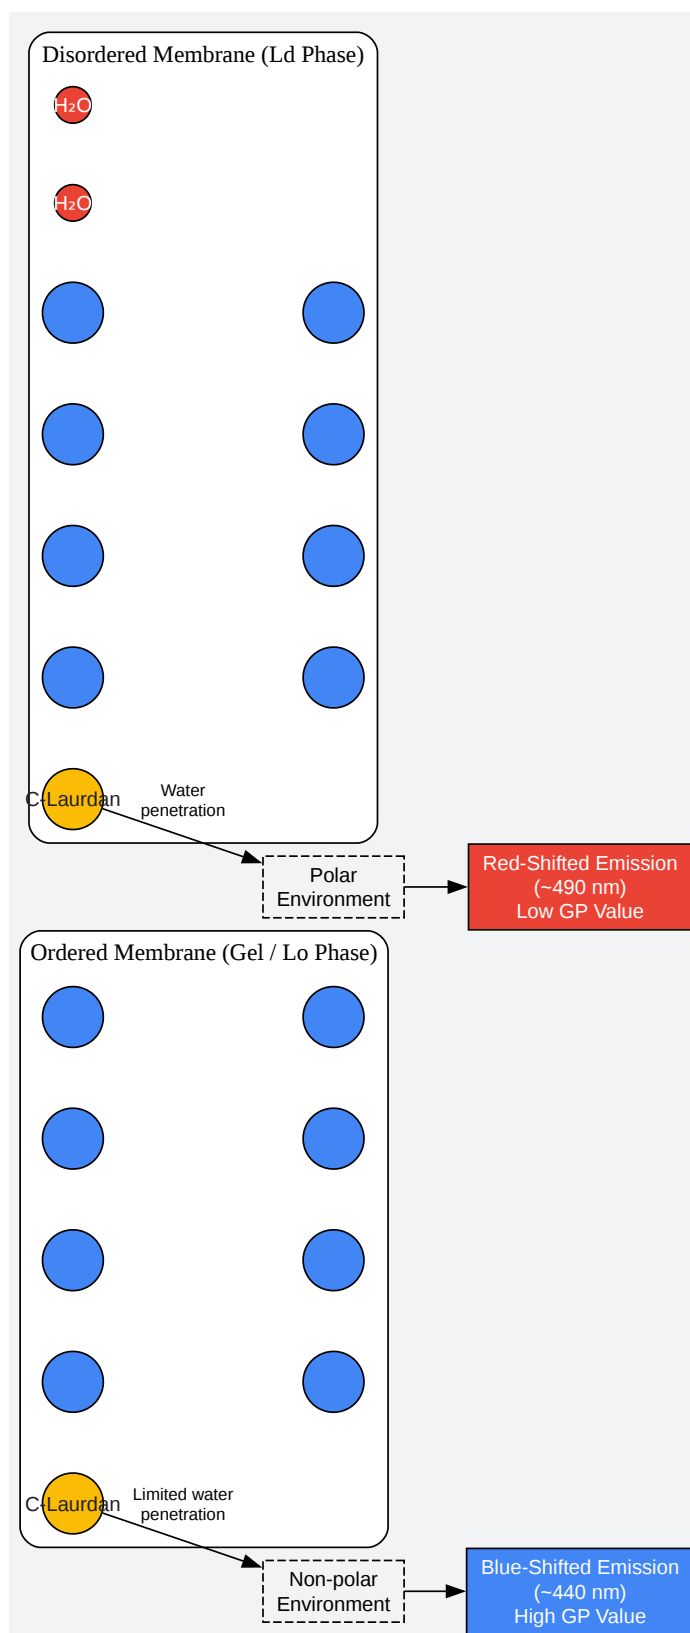 Disordered Membrane (Ld Phase)
H₂O
H₂O
C-Laurdan
Water
penetration
Polar
Environment
Red-Shifted Emission
(~490 nm)
Low GP Value
Ordered Membrane (Gel / Lo Phase)
C-Laurdan
Limited water
penetration
Non-polar
Environment
Blue-Shifted Emission
(~440 nm)
High GP Value